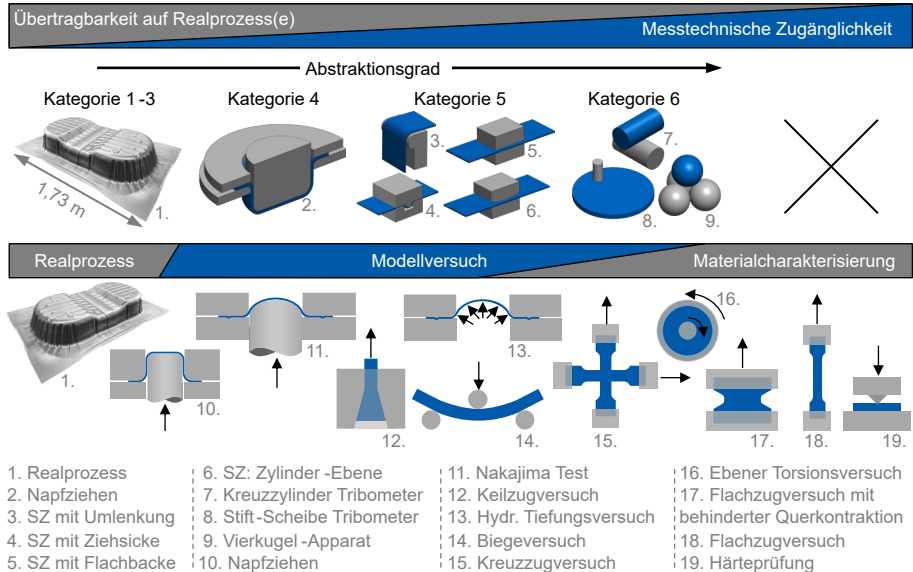 Übertragbarkeit auf Realprozess(e)
Messtechnische Zugänglichkeit
Abstraktionsgrad
Kategorie 1 -3
Kategorie 4
Kategorie 5
Kategorie 6
1,73 m
1.
2.
3.
4.
5.
6.
7.
8.
9.
Realprozess
Modellversuch
Materialcharakterisierung
1.
10.
11.
12.
13.
14.
15.
16.
17.
18.
19.
1. Realprozess
2. Napfziehen
3. SZ mit Umlenkung
4. SZ mit Ziehsicke
5. SZ mit Flachbacke
6. SZ: Zylinder -Ebene
7. Kreuzzylinder Tribometer
8. Stift -Scheibe Tribometer
9. Vierkugel -Apparat
10. Napfziehen
11. Nakajima Test
12. Keilzugversuch
13. Hydr. Tiefungsversuch
14. Biegeversuch
15. Kreuzzugversuch
16. Ebener Torsionsversuch
17. Flachzugversuch mit
behinderter Querkontraktion
18. Flachzugversuch
19. Härteprüfung